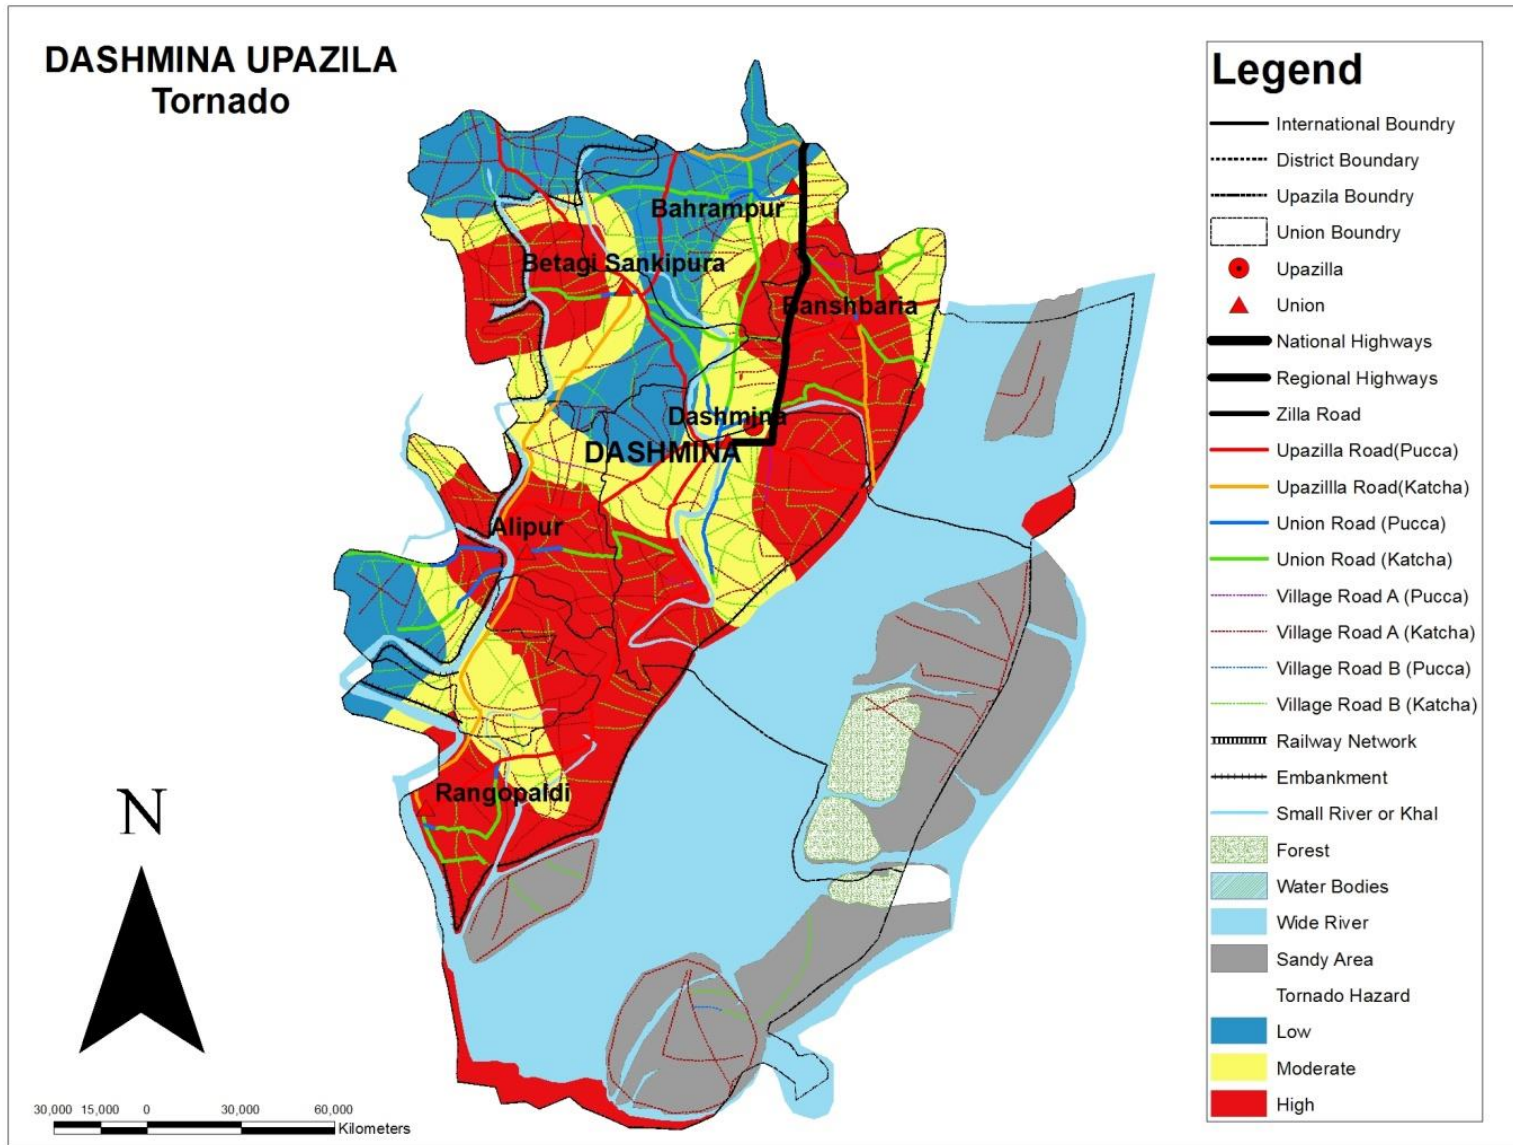 DASHMINA UPAZILA
Tornado
Bahrampur
Betagi Sankipura
Banshbaria
Dashmina
DASHMINA
Alipur
Rangopaldi
N
30,000 15,000 0 30,000 60,000
Kilometers
Legend
International Boundry
District Boundary
Upazila Boundry
Union Boundry
Upazilla
Union
National Highways
Regional Highways
Zilla Road
Upazilla Road(Pucca)
Upazillla Road(Katcha)
Union Road (Pucca)
Union Road (Katcha)
Village Road A (Pucca)
Village Road A (Katcha)
Village Road B (Pucca)
Village Road B (Katcha)
Railway Network
Embankment
Small River or Khal
Forest
Water Bodies
Wide River
Sandy Area
Tornado Hazard
Low
Moderate
High